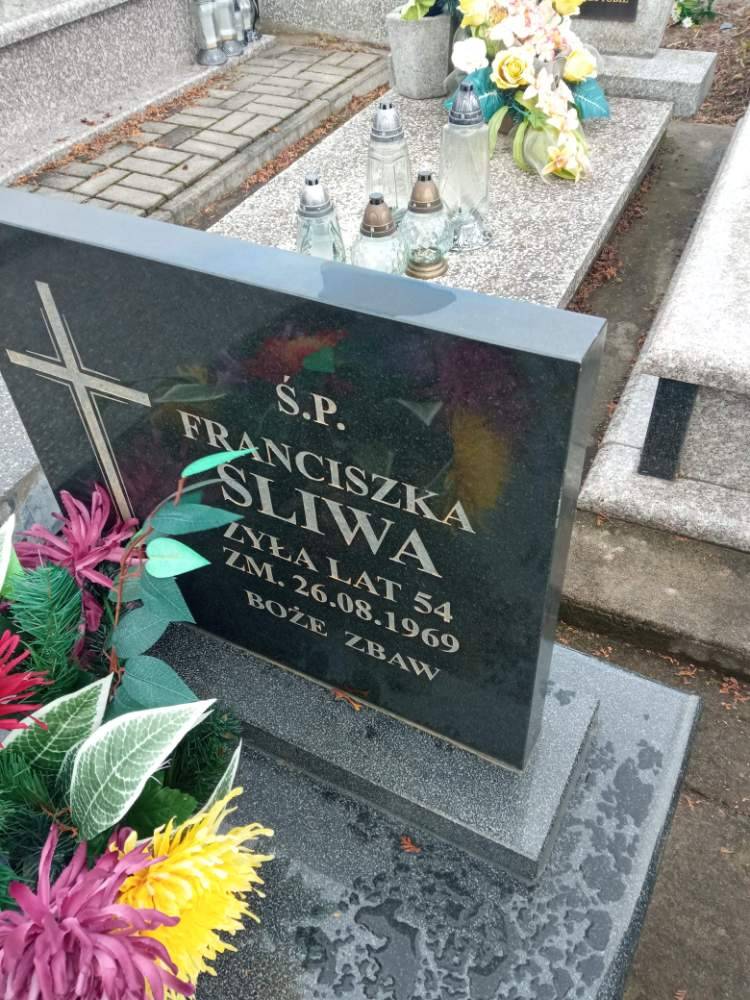 Ś.P.
FRANCISZKA
ŚLIWA
ŻYŁA LAT 54
ZM. 26.08.1969
BOŻE ZBAW